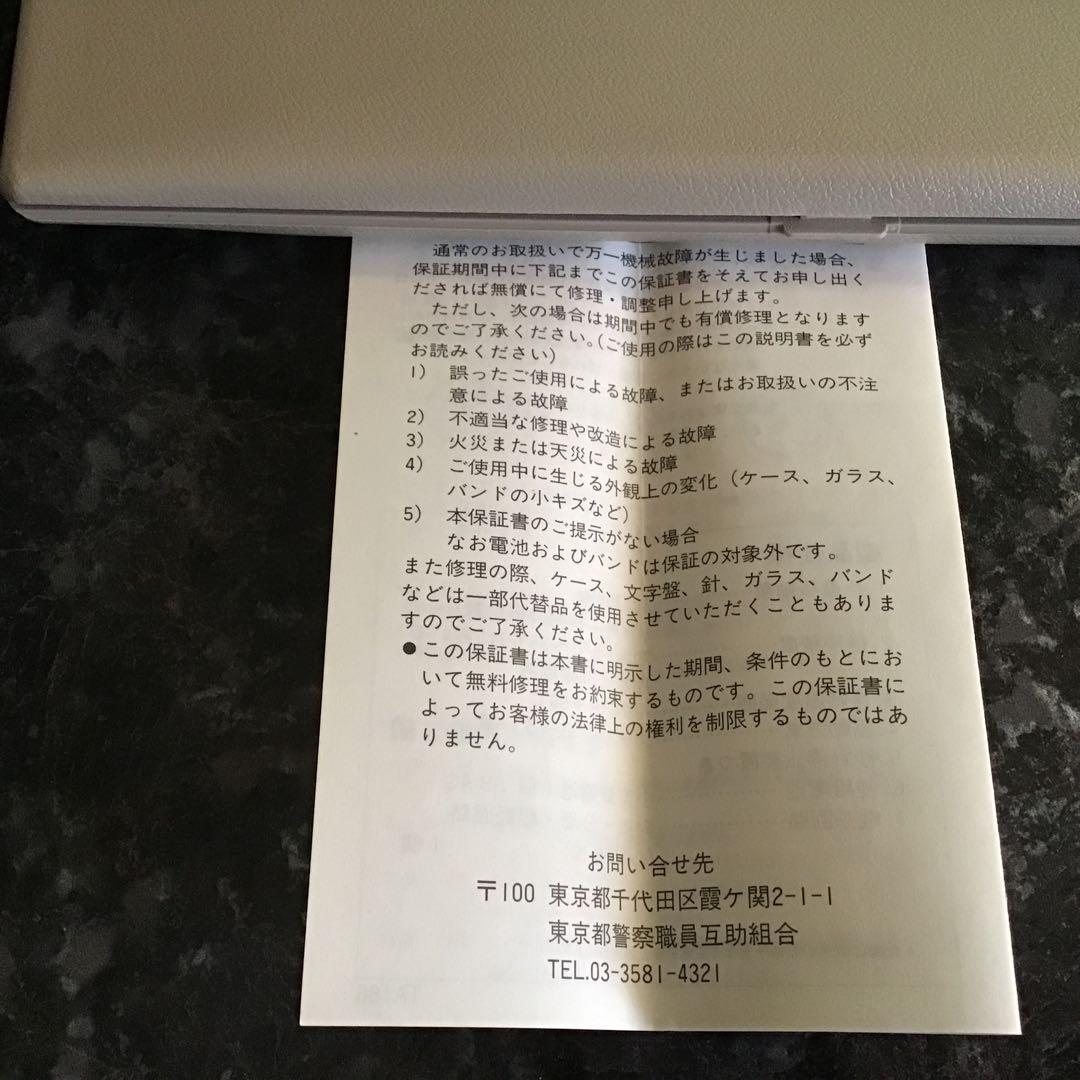 通常のお取扱いで万一機械故障が生じました場合、
保証期間中に下記までこの保証書をそえてお申し出く
だされば無償にて修理・調整申し上げます。
ただし、次の場合は期間中でも有償修理となります
のでご了承ください。(ご使用の際はこの説明書を必ず
お読みください)
1) 誤ったご使用による故障、またはお取扱いの不注
意による故障
2) 不適当な修理や改造による故障
3) 火災または天災による故障
4) ご使用中に生じる外観上の変化(ケース、ガラス、
バンドの小キズなど)
5) 本保証書のご提示がない場合
なお電池およびバンドは保証の対象外です。
また修理の際、ケース、文字盤、針、ガラス、バンド
などは一部代替品を使用させていただくこともありま
すのでご了承ください。
●この保証書は本書に明示した期間、条件のもとにお
いて無料修理をお約束するものです。この保証書に
よってお客様の法律上の権利を制限するものではあ
りません。
お問い合せ先
〒100 東京都千代田区霞ケ関2-1-1
東京都警察職員互助組合
TEL.03-3581-4321